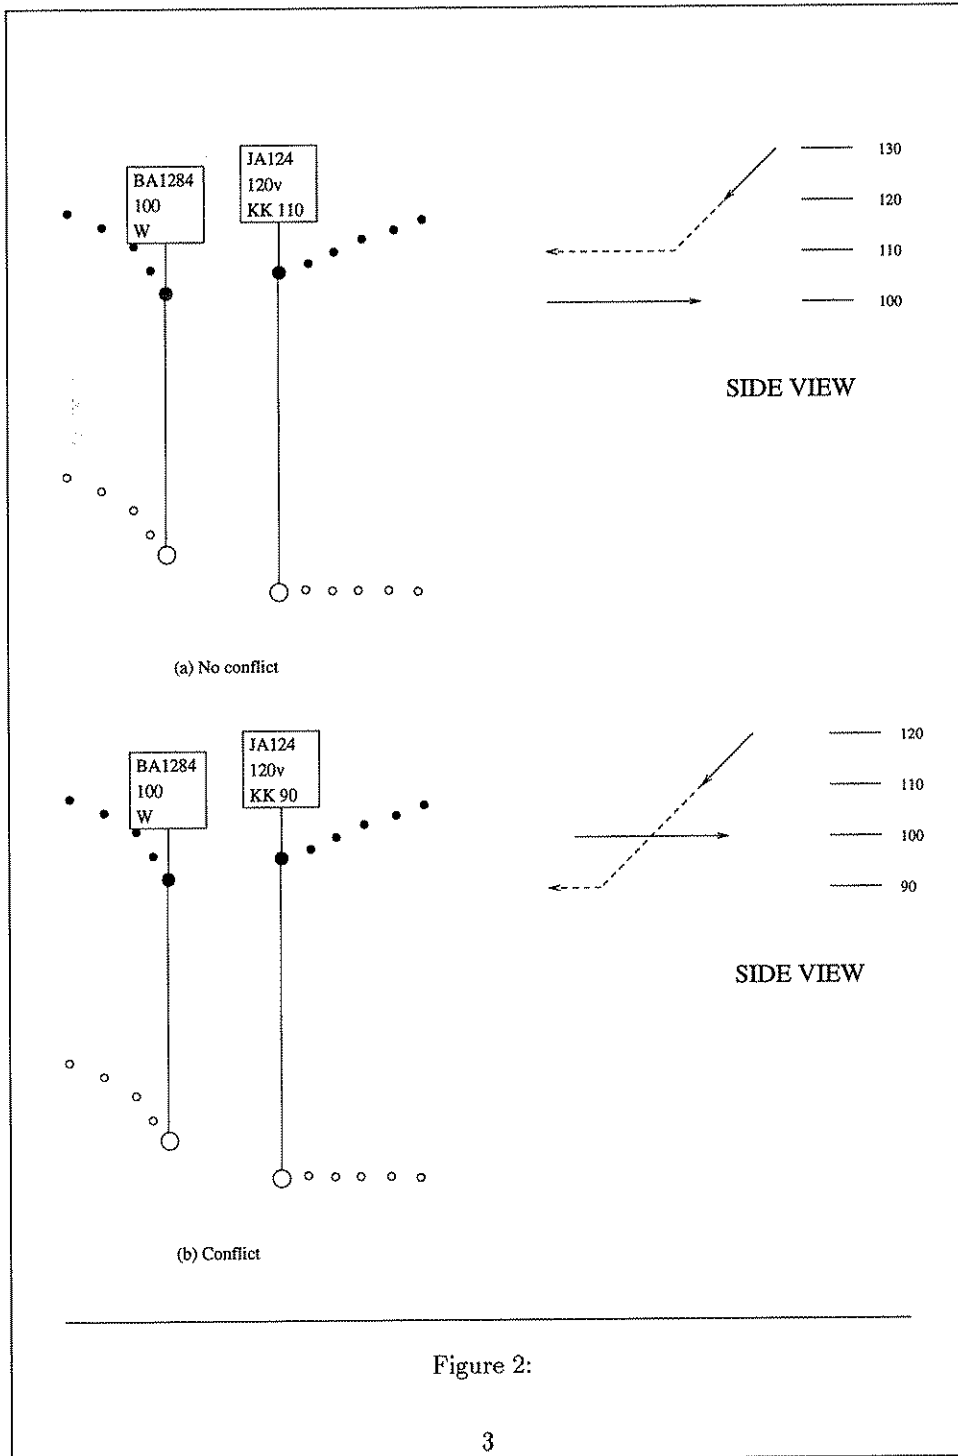 BA1284
100
W
JA124
120v
KK 110
130
120
110
100
SIDE VIEW
(a) No conflict
BA1284
100
W
JA124
120v
KK 90
120
110
100
90
SIDE VIEW
(b) Conflict
Figure 2:
3